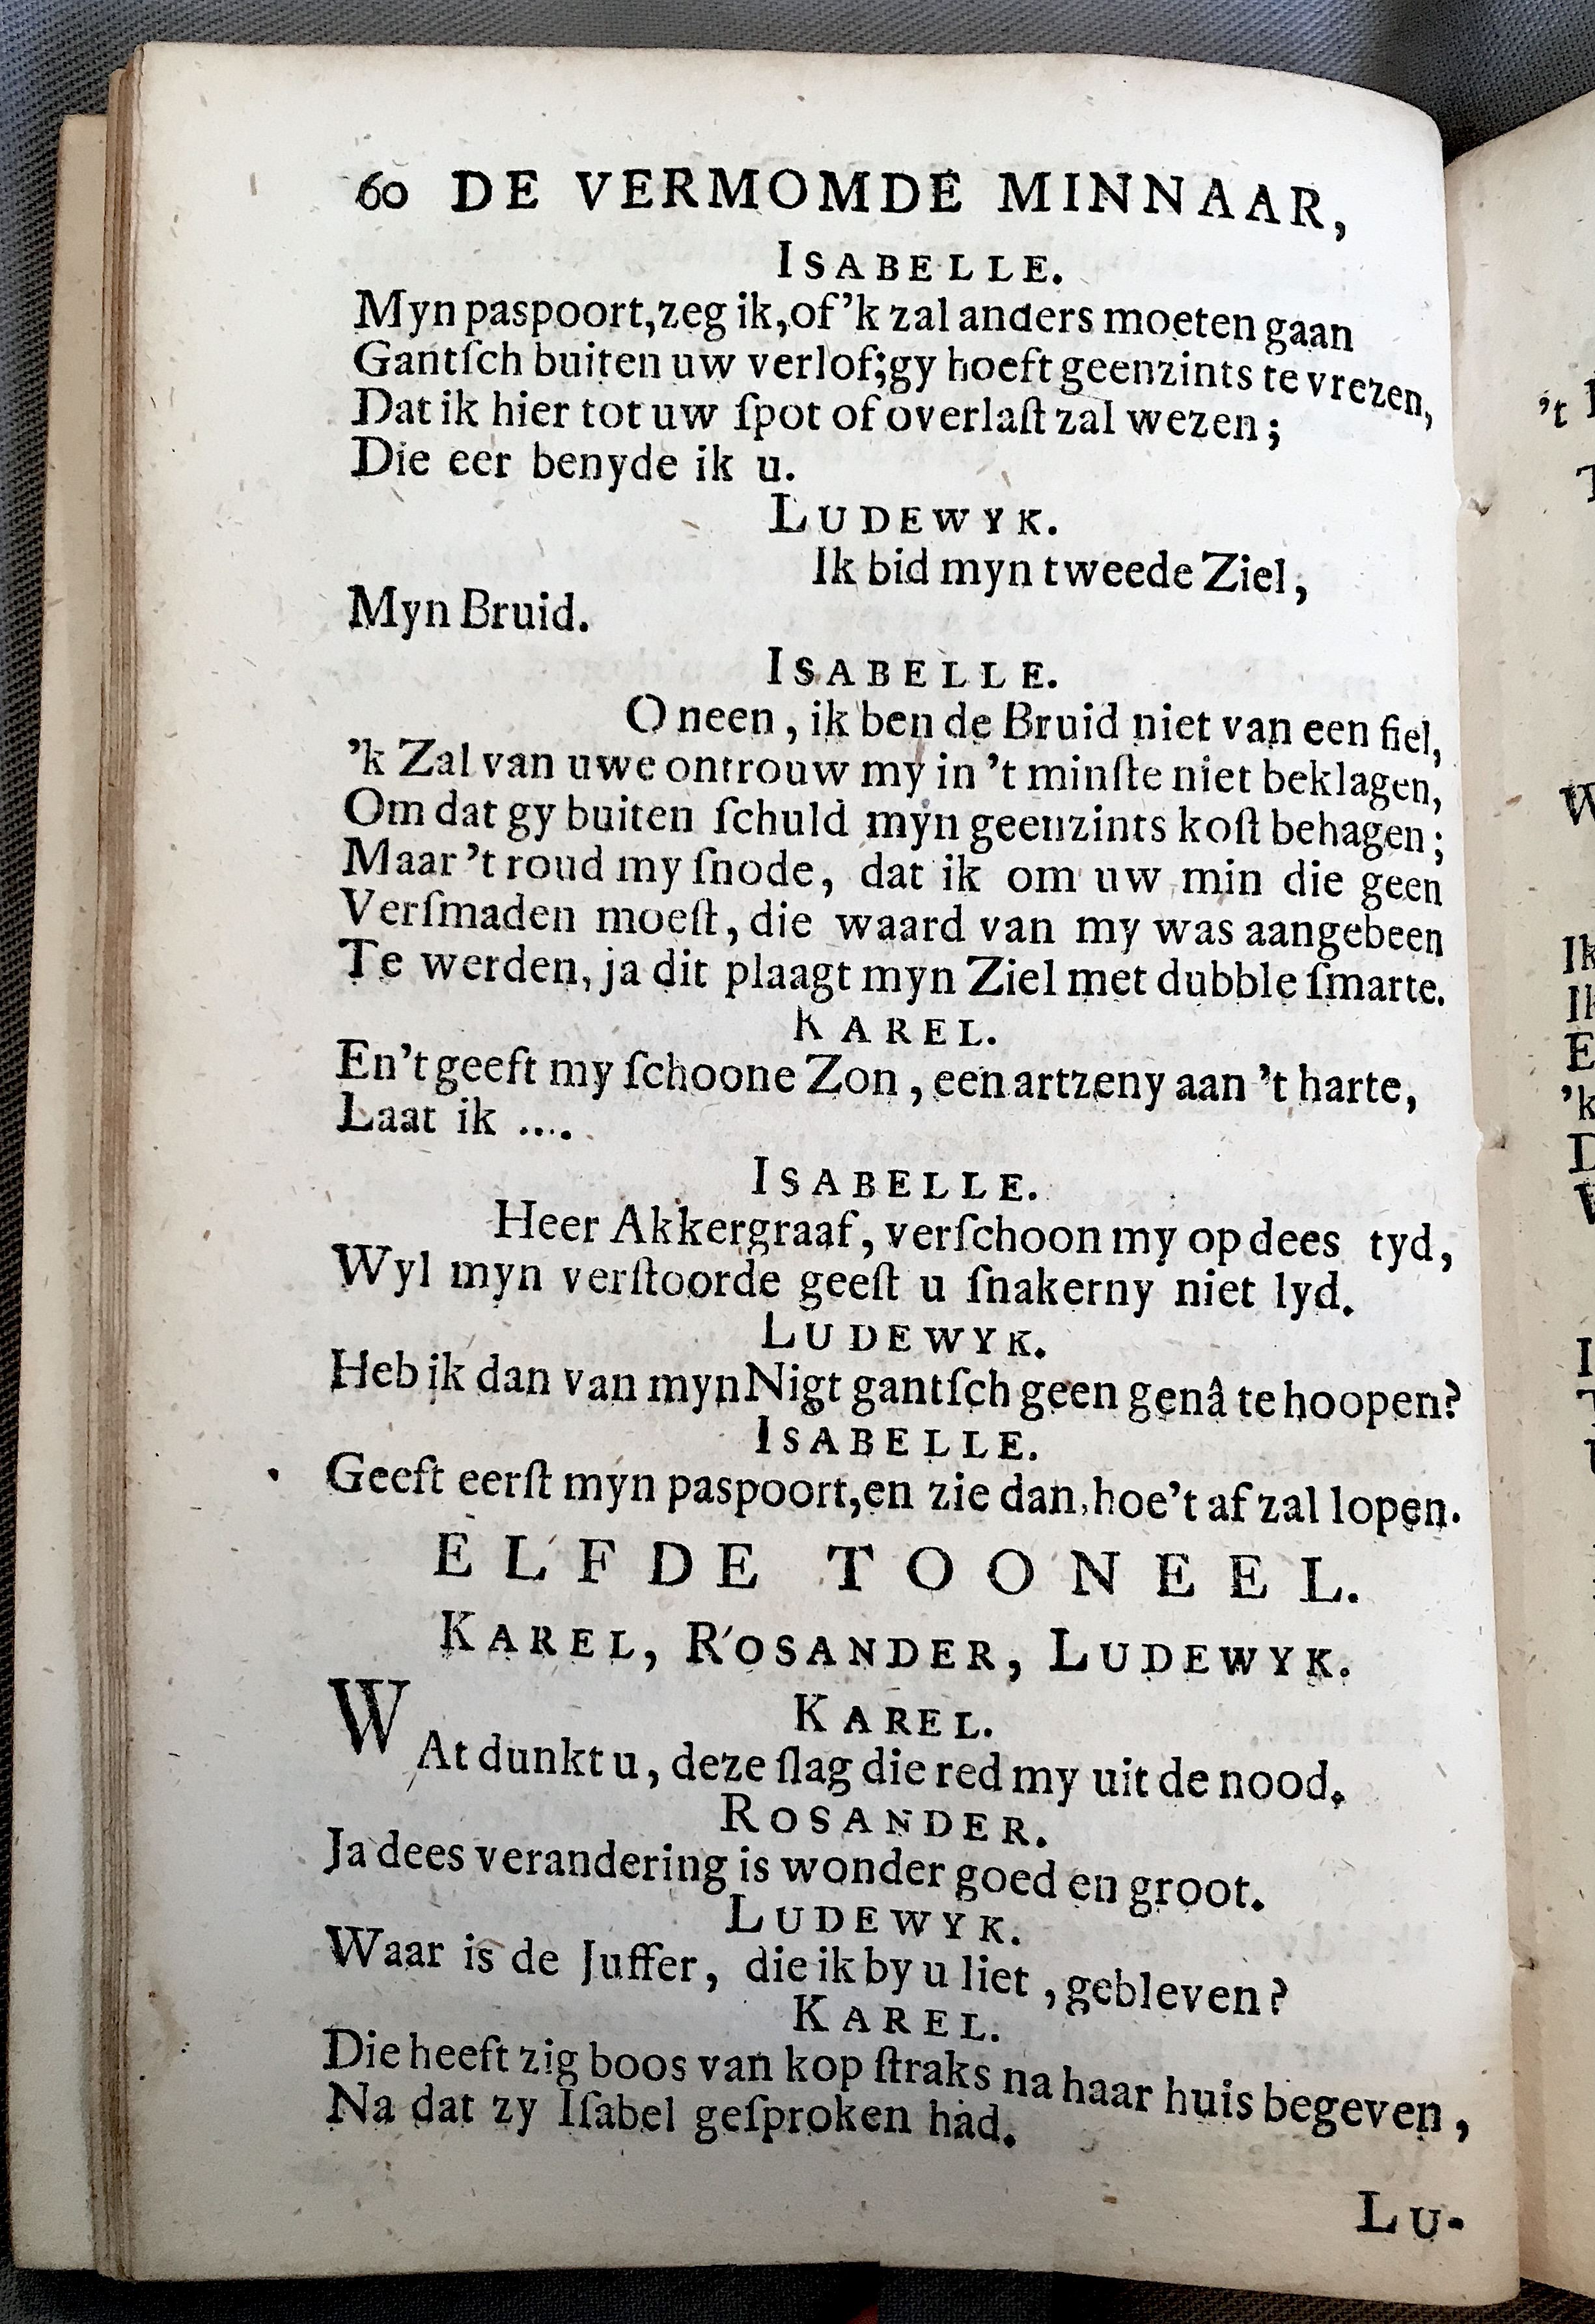 60 DE VERMOMDE MINNAAR,
ISABELLE.
Myn paspoort, zeg ik, of 'k zal anders moeten gaan
Gantſch buiten uw verlof; gy hoeft geenzints te vrezen,
Dat ik hier tot uw ſpot of overlaſt zal wezen;
Die eer benyde ik u.
LUDEWYK.
Ik bid myn tweede Ziel,
Myn Bruid.
ISABELLE.
O neen, ik ben de Bruid niet van een fiel,
'k Zal van uwe ontrouw my in 't minſte niet beklagen,
Om dat gy buiten ſchuld myn geenzints koſt behagen;
Maar 't roud my ſnode, dat ik om uw min die geen
Verſmaden moeſt, die waard van my was aangebeen
Te werden, ja dit plaagt myn Ziel met dubble ſmarte.
KAREL.
En 't geeft my ſchoone Zon, een artzeny aan 't harte,
Laat ik ....
ISABELLE.
Heer Akkergraaf, verſchoon my op dees tyd,
Wyl myn verſtoorde geeſt u ſnakerny niet lyd.
LUDEWYK.
Heb ik dan van myn Nigt gantſch geen genâ te hoopen?
ISABELLE.
Geeft eerſt myn paspoort, en zie dan, hoe 't af zal lopen.
ELFDE TOONEEL.
KAREL, ROSANDER, LUDEWYK.
KAREL.
WAt dunkt u, deze ſlag die red my uit de nood.
ROSANDER.
Ja dees verandering is wonder goed en groot.
LUDEWYK.
Waar is de Juffer, die ik by u liet, gebleven?
KAREL.
Die heeft zig boos van kop ſtraks na haar huis begeven,
Na dat zy Iſabel geſproken had.
LU-